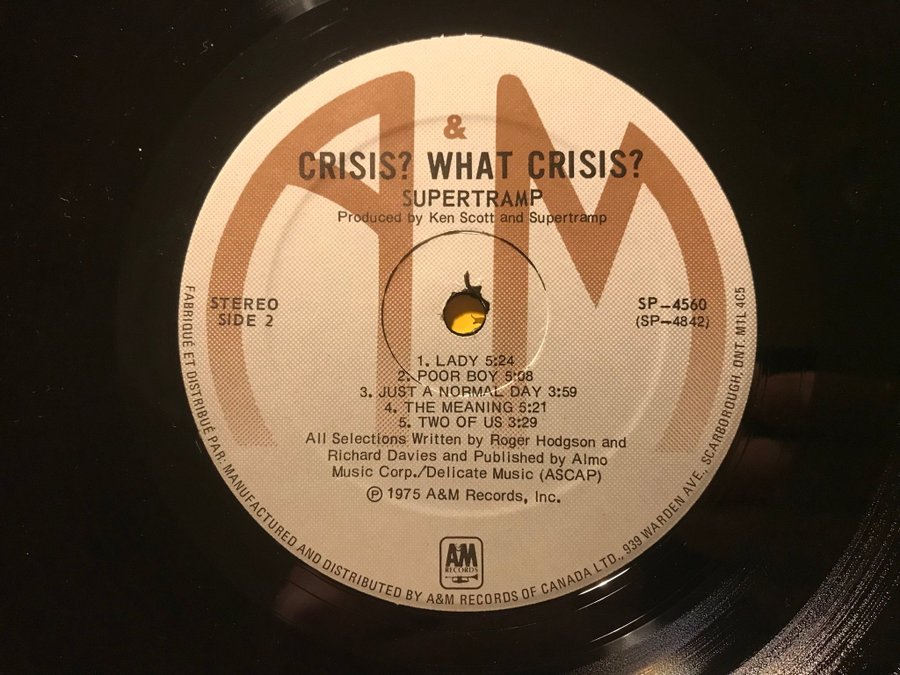 AM
&
CRISIS? WHAT CRISIS?
SUPERTRAMP
Produced by Ken Scott and Supertramp
STEREO
SIDE 2
SP-4560
(SP-4842)
1. LADY 5:24
2. POOR BOY 5:08
3. JUST A NORMAL DAY 3:59
4. THE MEANING 5:21
5. TWO OF US 3:29
All Selections Written by Roger Hodgson and
Richard Davies and Published by Almo
Music Corp./Delicate Music (ASCAP)
Ⓟ 1975 A&M Records, Inc.
AM
RECORDS
FABRIQUÉ ET DISTRIBUÉ PAR- MANUFACTURED AND DISTRIBUTED BY A&M RECORDS OF CANADA LTD., 939 WARDEN AVE., SCARBOROUGH, ONT. M1L 4C5